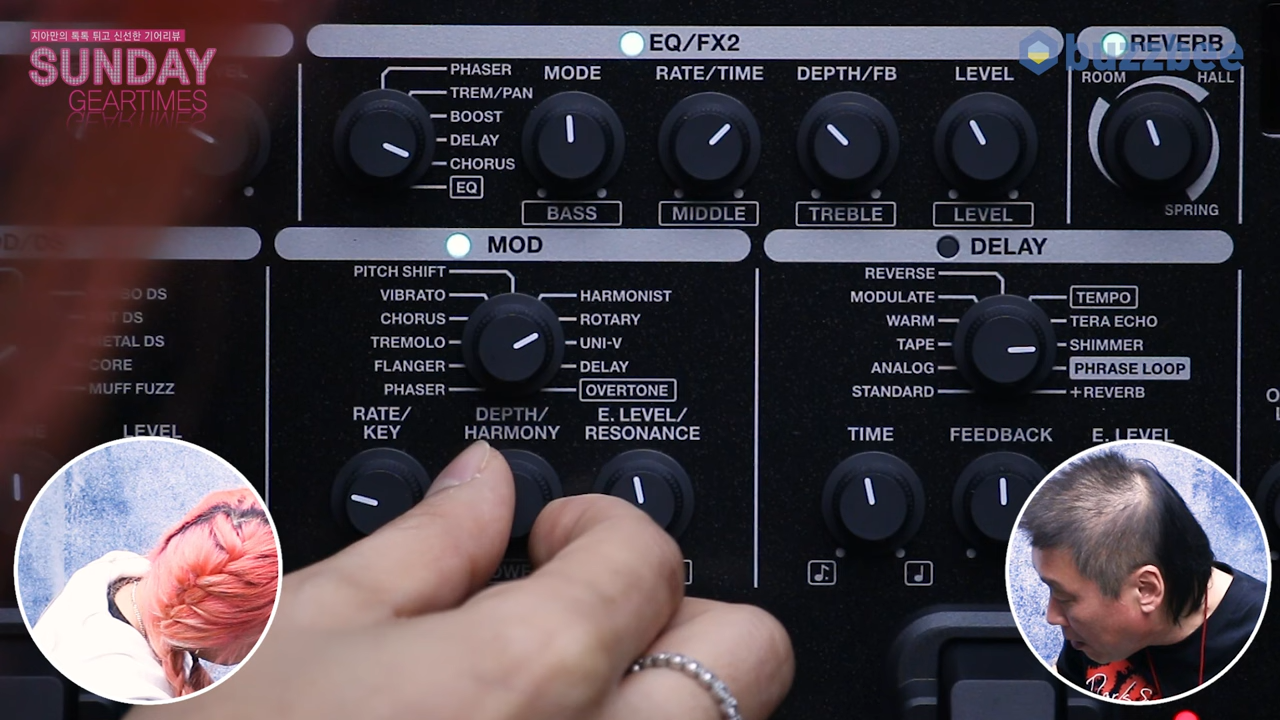 지아만의 톡톡 튀고 신선한 기어리뷰
SUNDAY
GEARTIMES
buzzbee
EQ/FX2
REVERB
PHASER
TREM/PAN
BOOST
DELAY
CHORUS
EQ
MODE
RATE/TIME
DEPTH/FB
LEVEL
BASS
MIDDLE
TREBLE
LEVEL
ROOM
HALL
SPRING
MOD
PITCH SHIFT
VIBRATO
CHORUS
TREMOLO
FLANGER
PHASER
HARMONIST
ROTARY
UNI-V
DELAY
OVERTONE
RATE/
KEY
DEPTH/
HARMONY
E. LEVEL/
RESONANCE
DELAY
REVERSE
MODULATE
WARM
TAPE
ANALOG
STANDARD
TEMPO
TERA ECHO
SHIMMER
PHRASE LOOP
+REVERB
TIME
FEEDBACK
E. LEVEL
DS
DS
METAL DS
CORE
MUFF FUZZ
LEVEL